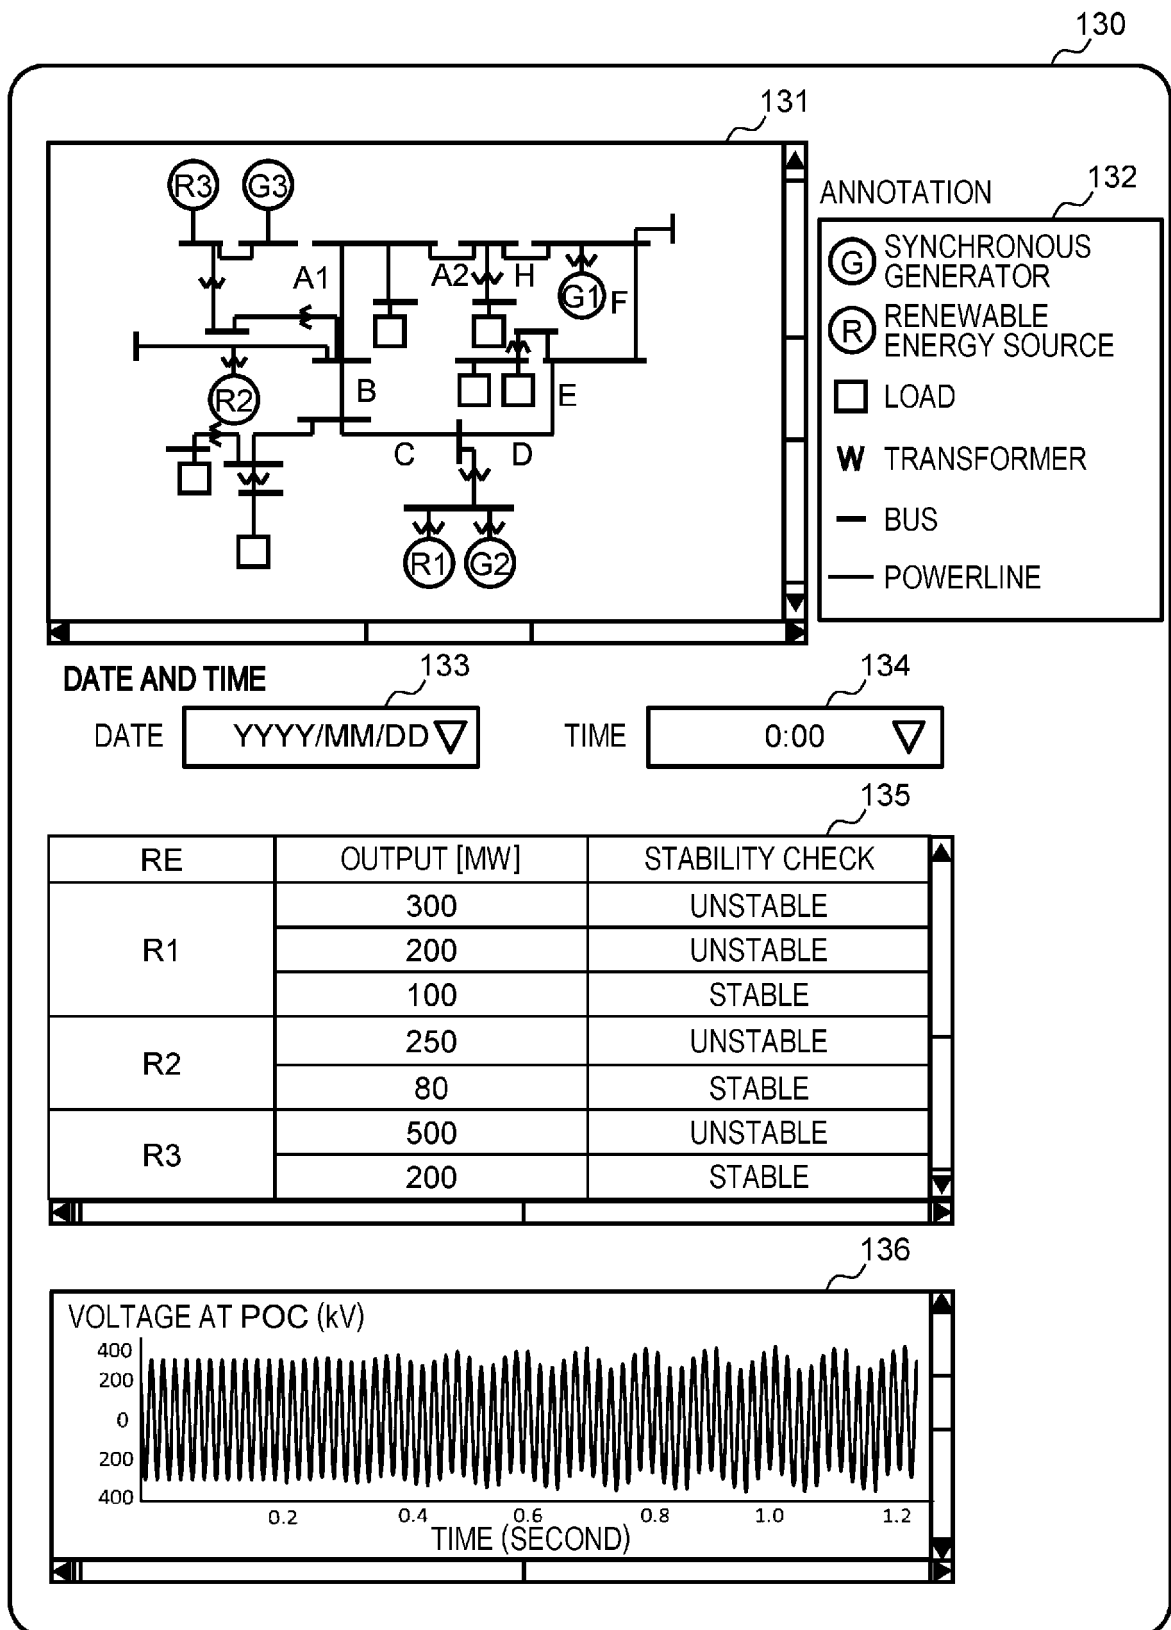 130
131
R3 G3
A1 A2 H G1 F
R2 B E
C D
R1 G2
ANNOTATION
132
G SYNCHRONOUS
GENERATOR
R RENEWABLE
ENERGY SOURCE
LOAD
W TRANSFORMER
BUS
POWERLINE
DATE AND TIME
133
134
DATE YYYY/MM/DD TIME 0:00
135
RE OUTPUT [MW] STABILITY CHECK
R1 300 UNSTABLE
200 UNSTABLE
100 STABLE
R2 250 UNSTABLE
80 STABLE
R3 500 UNSTABLE
200 STABLE
136
VOLTAGE AT POC (kV)
400
200
0
200
400
0.2 0.4 0.6 0.8 1.0 1.2
TIME (SECOND)